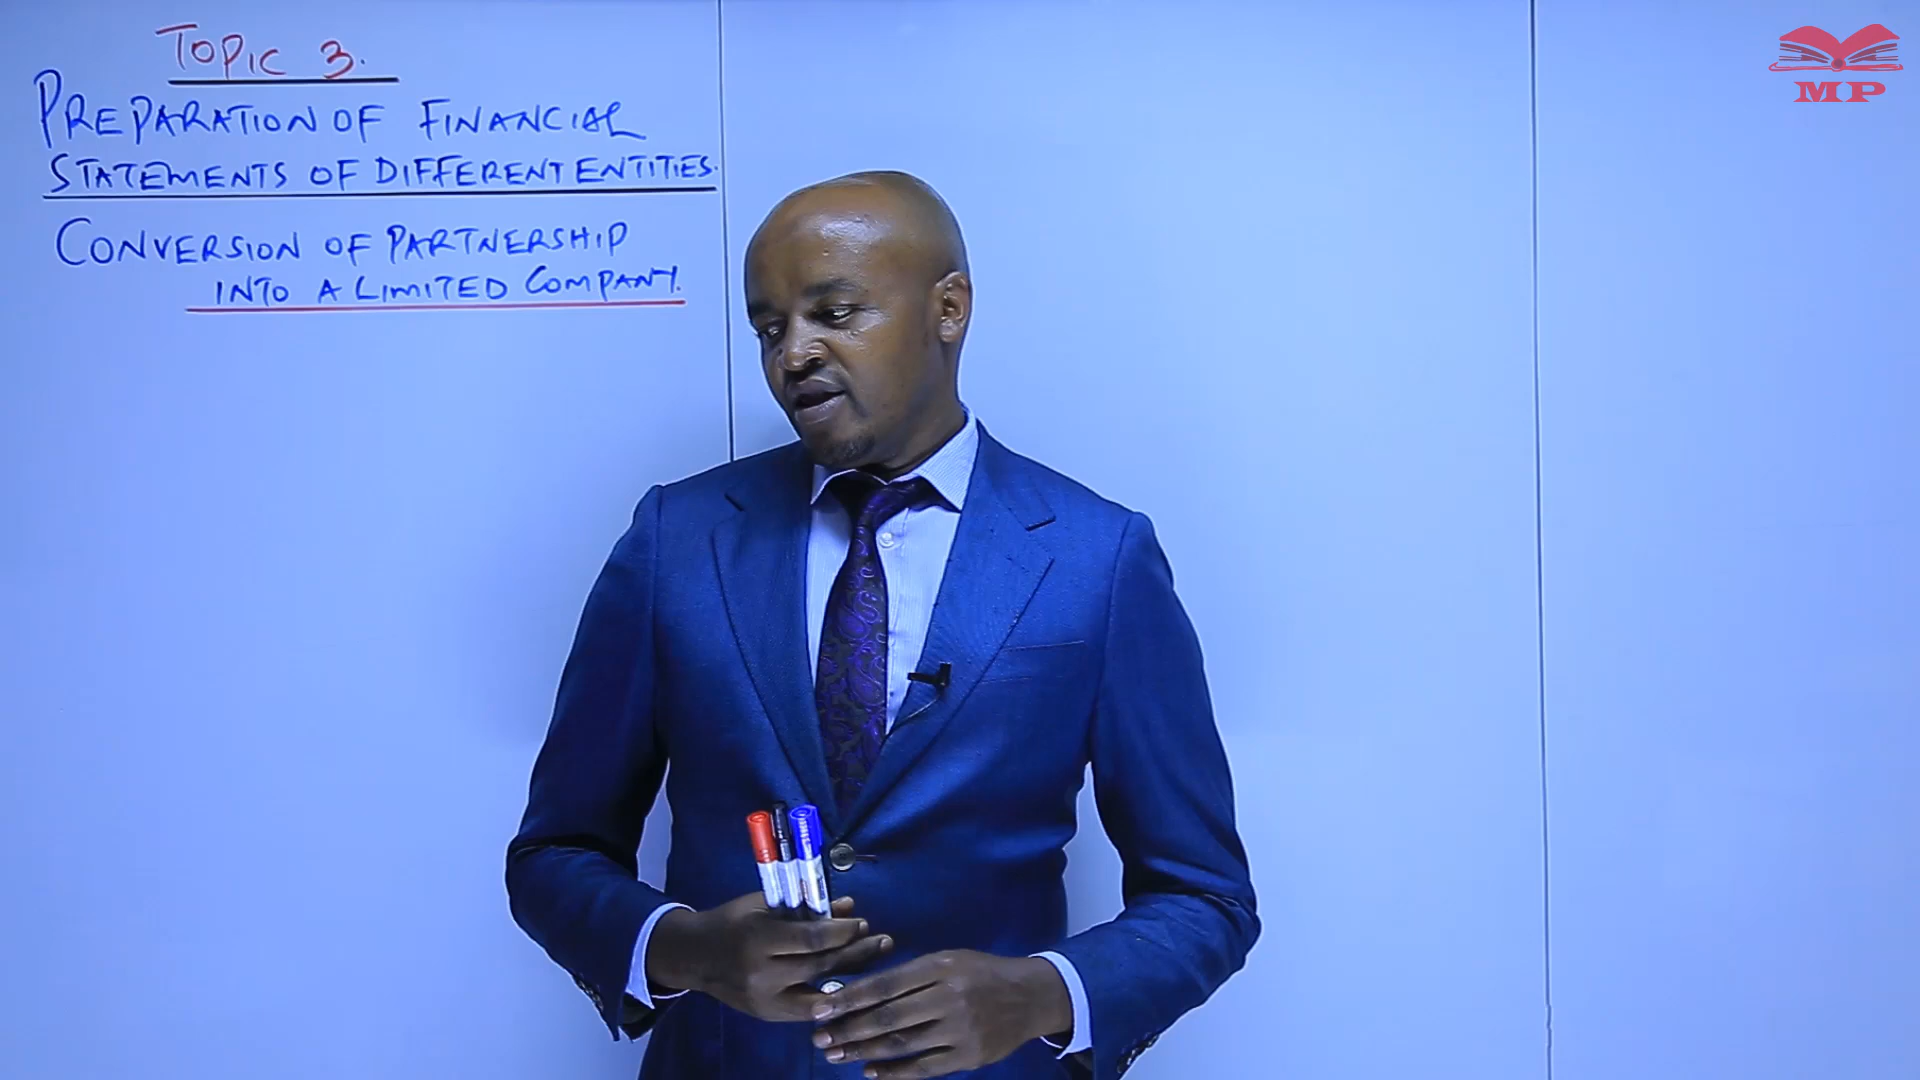 TOPIC 3.
PREPARATION OF FINANCIAL
STATEMENTS OF DIFFERENT ENTITIES.
CONVERSION OF PARTNERSHIP
INTO A LIMITED COMPANY.
MP